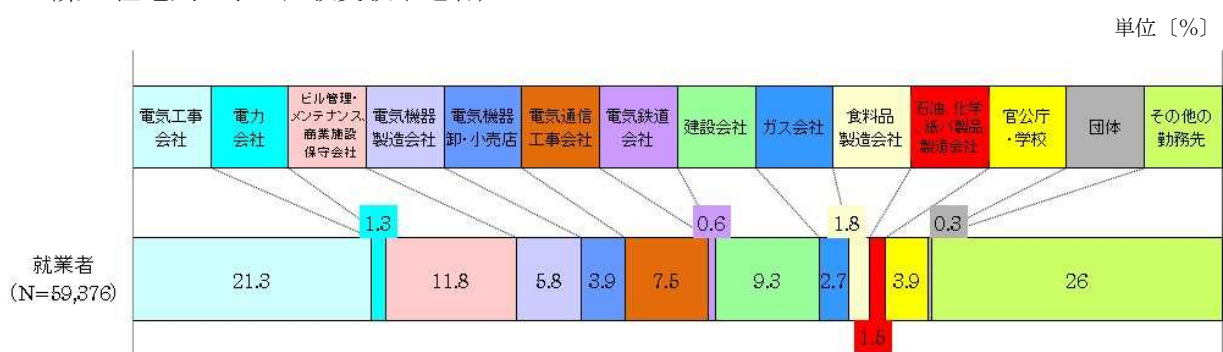 単位〔%〕
電気工事
会社
電力
会社
ビル管理・
メンテナンス、
商業施設
保守会社
電気機器
製造会社
電気機器
卸・小売店
電気通信
工事会社
電気鉄道
会社
建設会社
ガス会社
食料品
製造会社
石油、化学
、紙パ製品
製造会社
官公庁
・学校
団体
その他の
勤務先
1.3
0.6
1.8
0.3
就業者
(N=59,376)
21.3
11.8
5.8
3.9
7.5
9.3
2.7
3.9
26